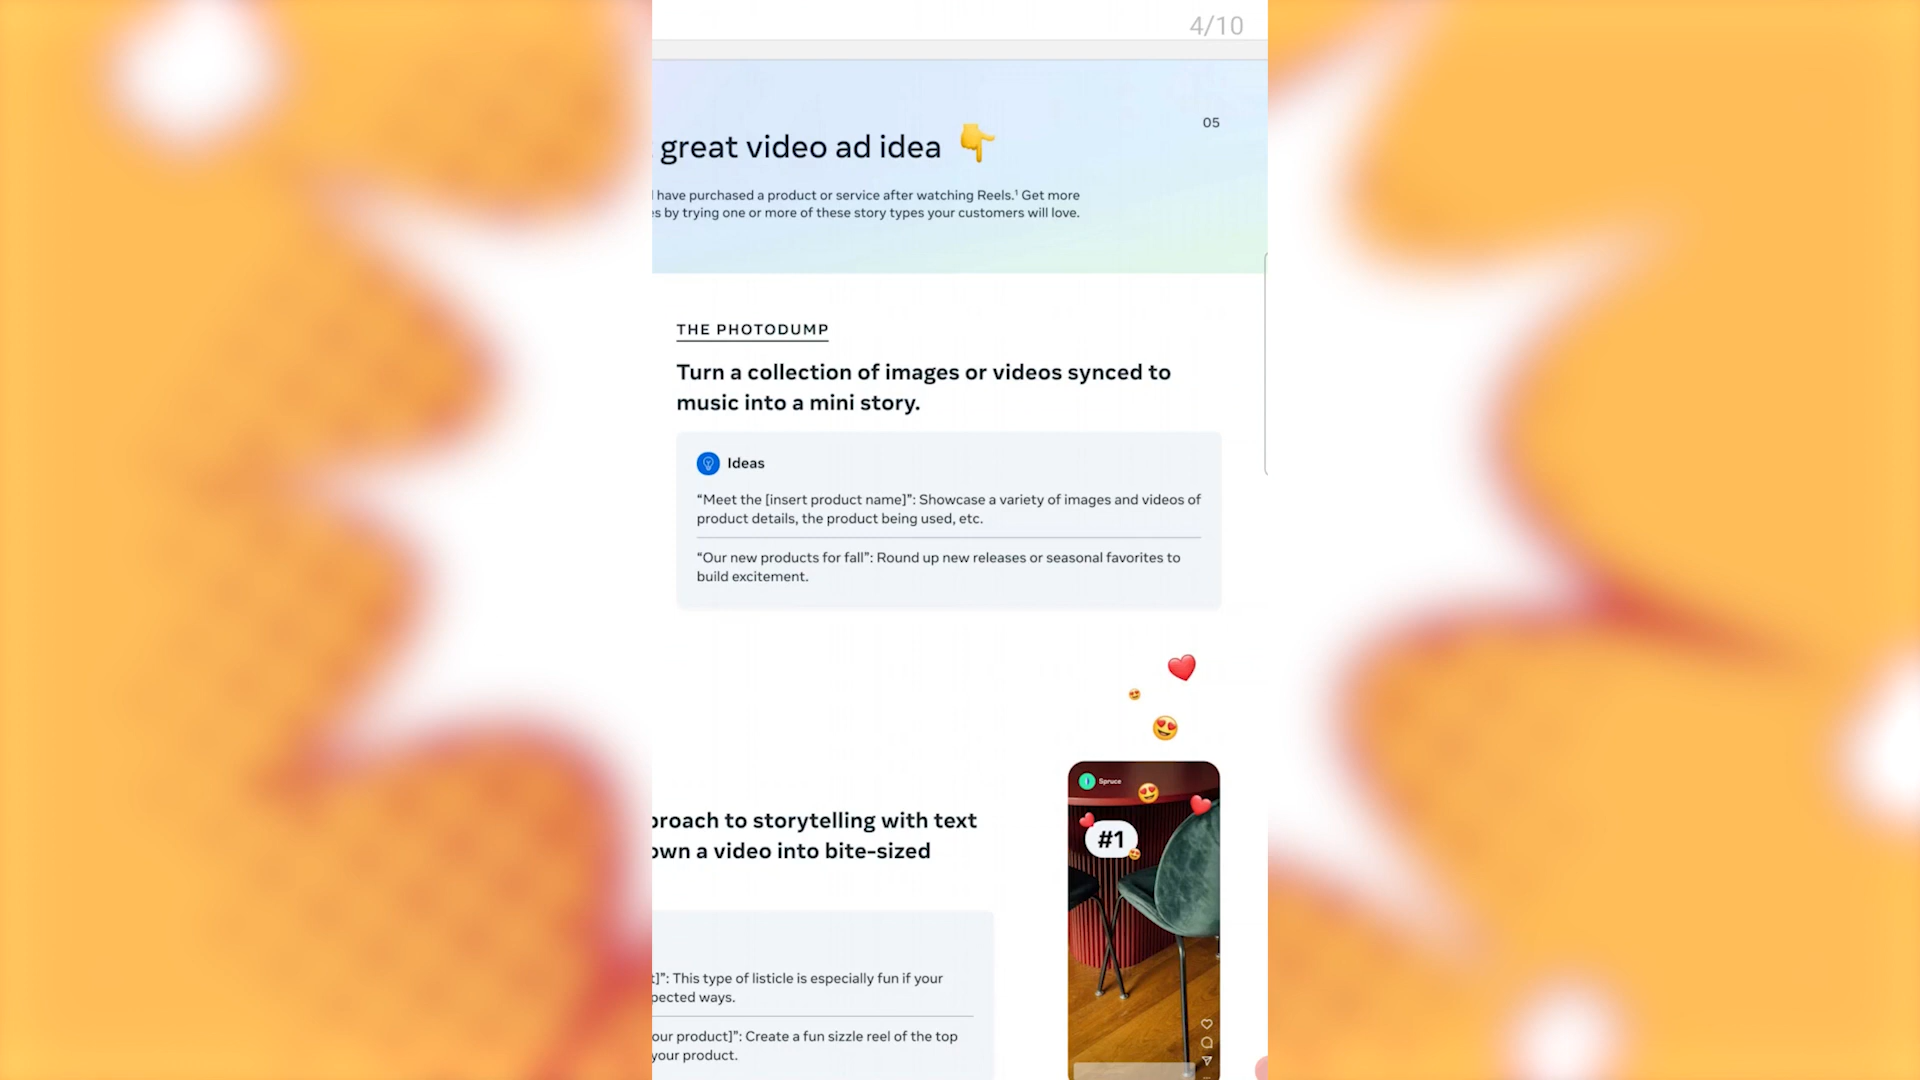 4/10
05
great video ad idea
have purchased a product or service after watching Reels.¹ Get more
by trying one or more of these story types your customers will love.
THE PHOTODUMP
Turn a collection of images or videos synced to
music into a mini story.
Ideas
“Meet the [insert product name]”: Showcase a variety of images and videos of
product details, the product being used, etc.
“Our new products for fall”: Round up new releases or seasonal favorites to
build excitement.
Spruce
#1
to storytelling with text
a video into bite-sized
This type of listicle is especially fun if your
ways.
product]”: Create a fun sizzle reel of the top
your product.